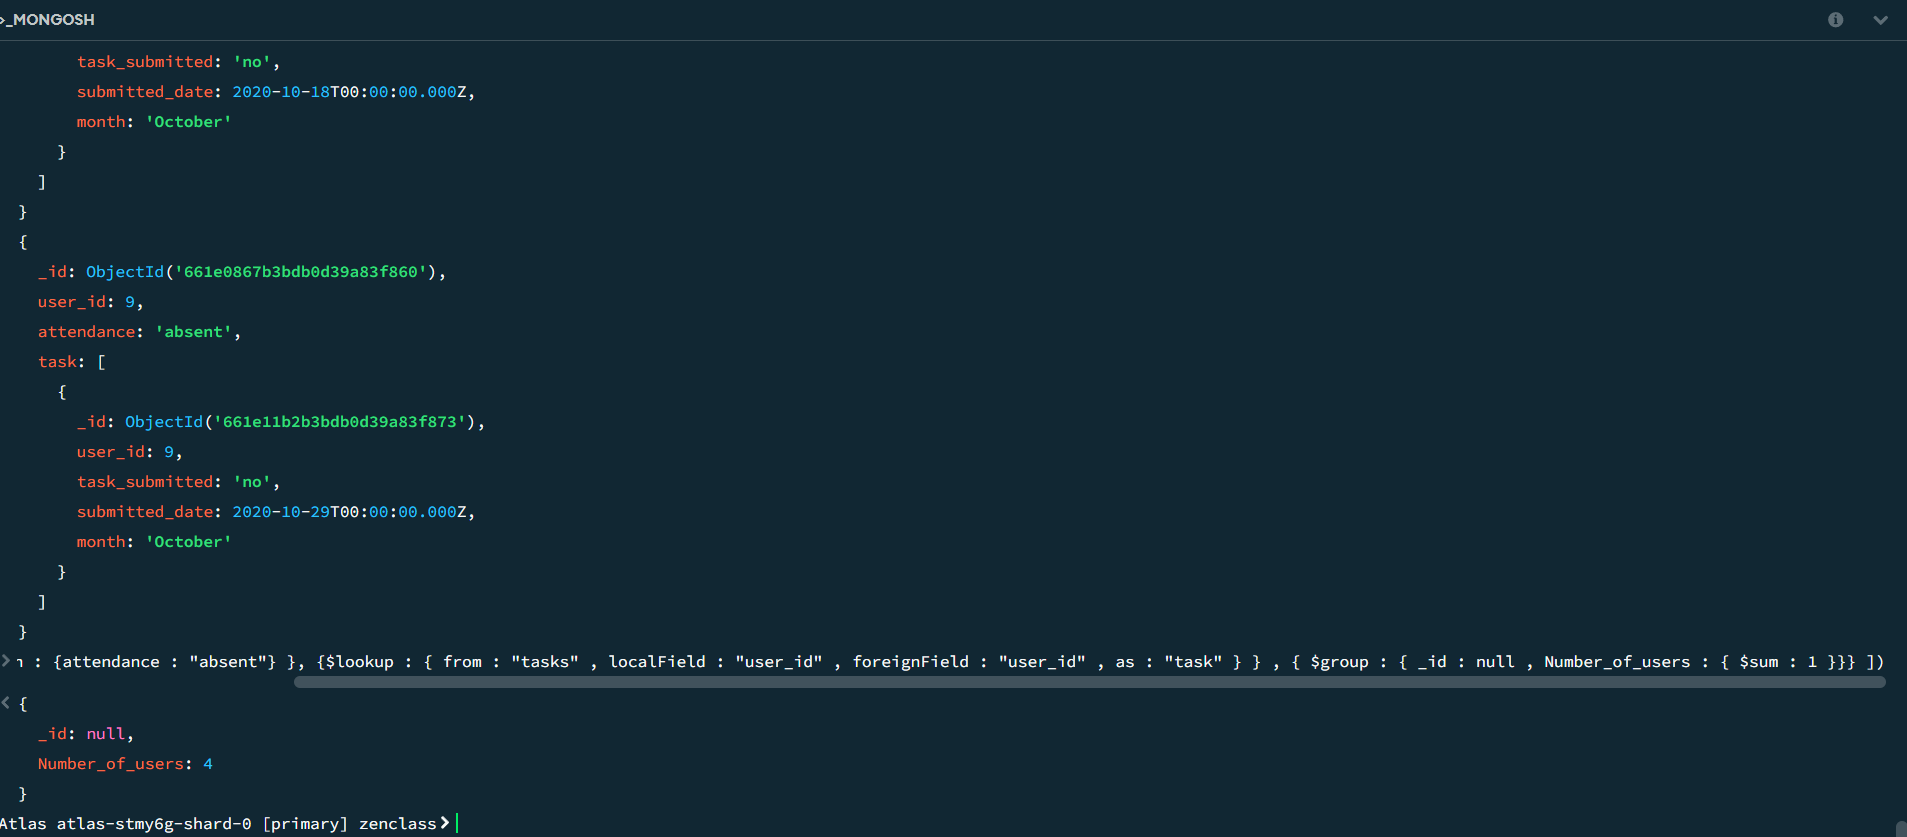 >_MONGOSH
task_submitted: 'no',
submitted_date: 2020-10-18T00:00:00.000Z,
month: 'October'
}
]
}
{
_id: ObjectId('661e0867b3bdb0d39a83f860'),
user_id: 9,
attendance: 'absent',
task: [
{
_id: ObjectId('661e11b2b3bdb0d39a83f873'),
user_id: 9,
task_submitted: 'no',
submitted_date: 2020-10-29T00:00:00.000Z,
month: 'October'
}
]
}
> : {attendance : "absent"} }, {$lookup : { from : "tasks" , localField : "user_id" , foreignField : "user_id" , as : "task" } } , { $group : { _id : null , Number_of_users : { $sum : 1 }}} ])
< {
_id: null,
Number_of_users: 4
}
Atlas atlas-stmy6g-shard-0 [primary] zenclass>